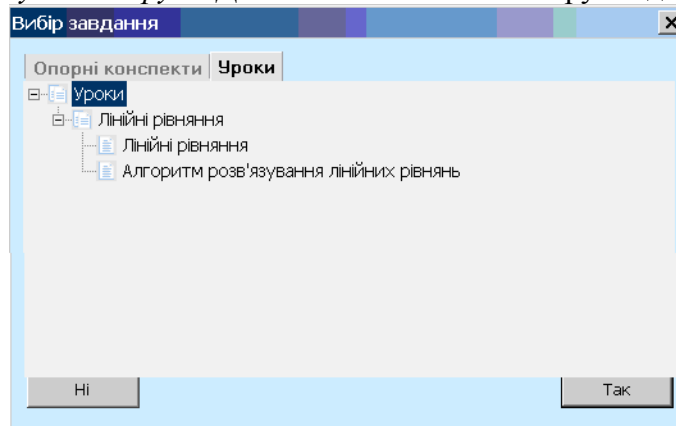 Вибір завдання
Опорні конспекти Уроки
Уроки
Лінійні рівняння
Лінійні рівняння
Алгоритм розв'язування лінійних рівнянь
Ні Так